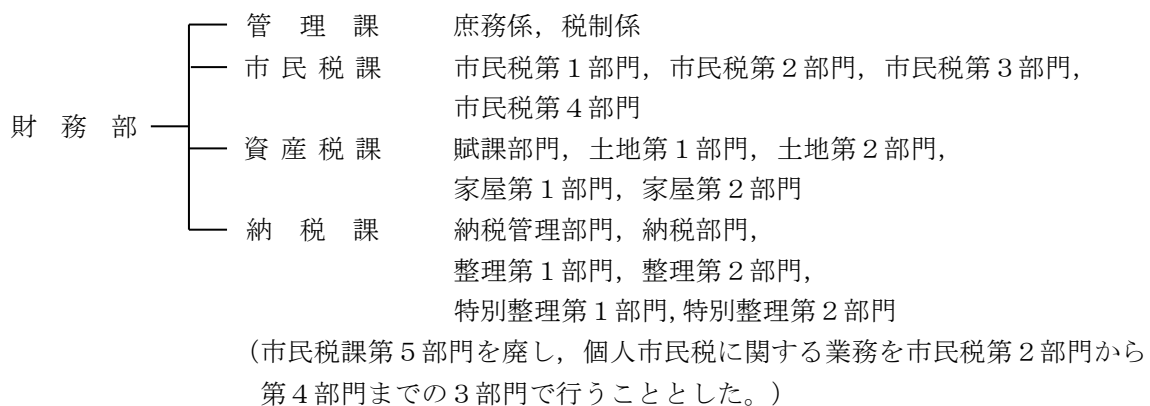 管理課 庶務係，税制係
市民税課 市民税第１部門，市民税第２部門，市民税第３部門，
市民税第４部門
財務部
資産税課 賦課部門，土地第１部門，土地第２部門，
家屋第１部門，家屋第２部門
納税課 納税管理部門，納税部門，
整理第１部門，整理第２部門，
特別整理第１部門，特別整理第２部門
（市民税課第５部門を廃し，個人市民税に関する業務を市民税第２部門から
第４部門までの３部門で行うこととした。）